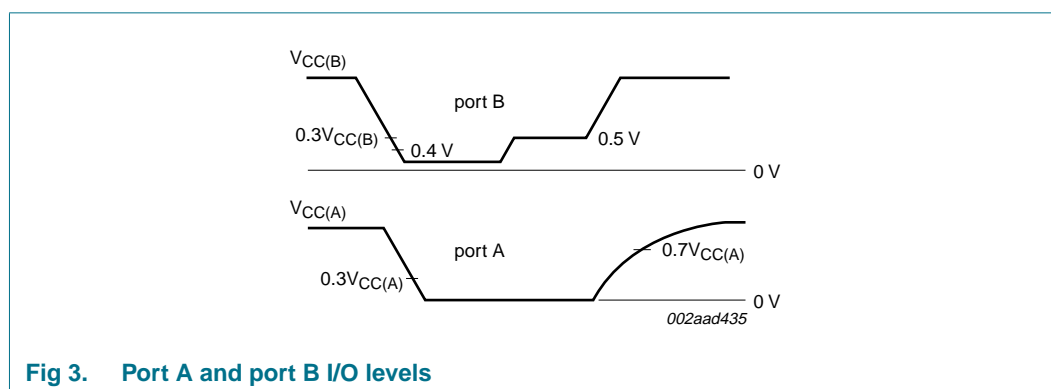 VCC(B)
port B
0.3VCC(B)
0.4 V
0.5 V
0 V
VCC(A)
port A
0.7VCC(A)
0.3VCC(A)
0 V
002aad435
Fig 3. Port A and port B I/O levels